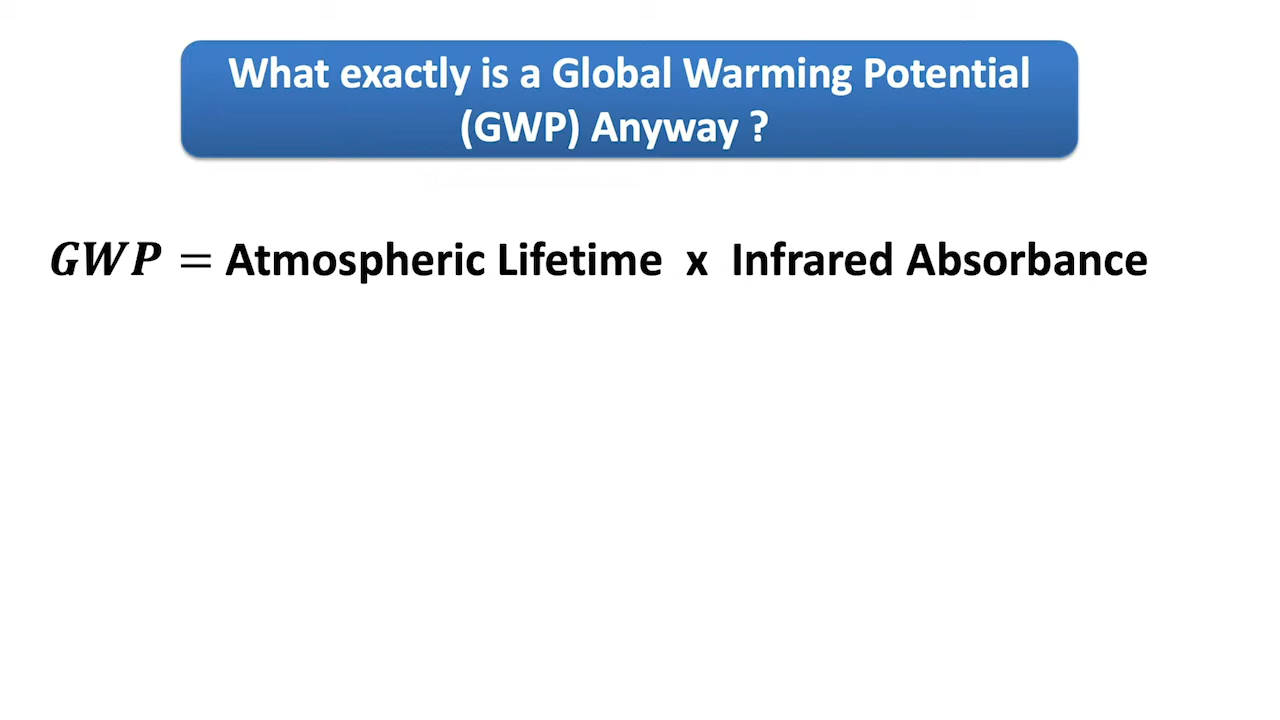 What exactly is a Global Warming Potential
(GWP) Anyway ?
GWP = Atmospheric Lifetime x Infrared Absorbance